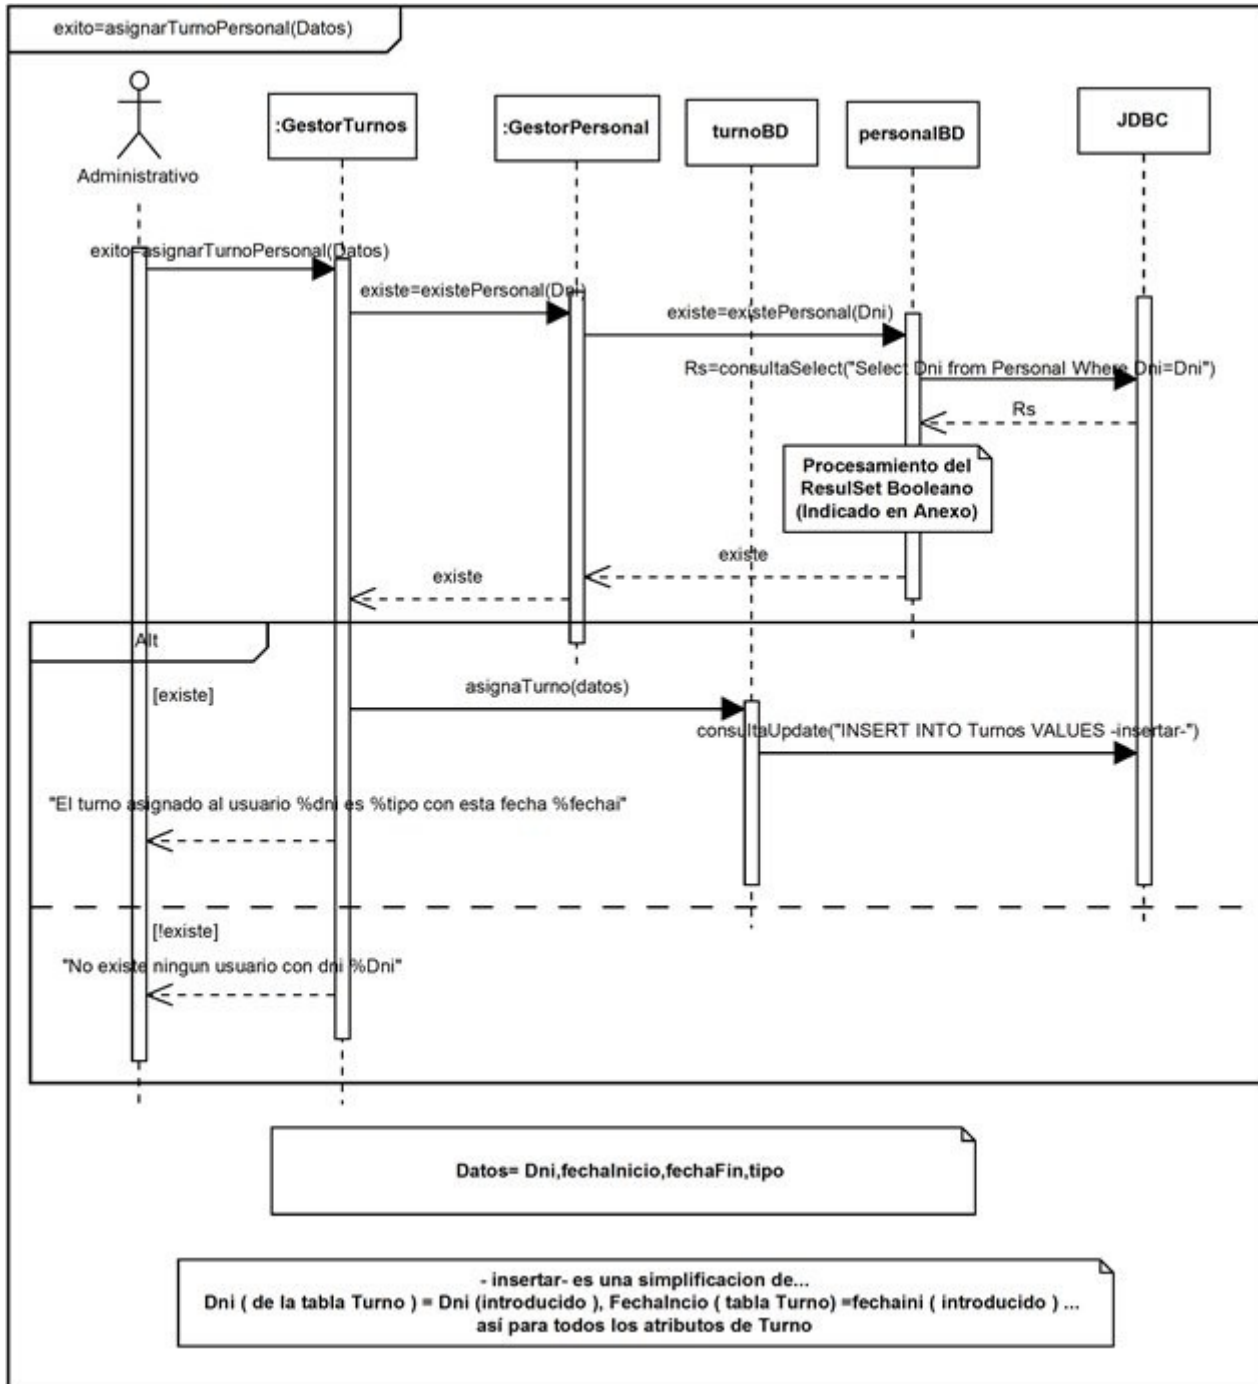 exito=asignarTurnoPersonal(Datos)
:GestorTurnos
:GestorPersonal
turnoBD
personalBD
JDBC
Administrativo
exito=asignarTurnoPersonal(Datos)
existe=existePersonal(Dni)
existe=existePersonal(Dni)
Rs=consultaSelect("Select Dni from Personal Where Dni=Dni")
Rs
Procesamiento del
ResulSet Booleano
(Indicado en Anexo)
existe
existe
Alt
[existe]
asignaTurno(datos)
consultaUpdate("INSERT INTO Turnos VALUES -insertar-")
"El turno asignado al usuario %dni es %tipo con esta fecha %fechai"
[!existe]
"No existe ningun usuario con dni %Dni"
Datos= Dni,fechaInicio,fechaFin,tipo
- insertar- es una simplificacion de...
Dni ( de la tabla Turno ) = Dni (introducido ), FechaIncio ( tabla Turno) =fechaini ( introducido ) ...
así para todos los atributos de Turno